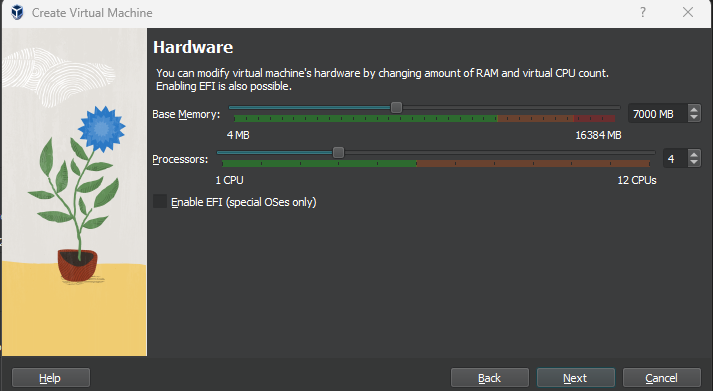 Create Virtual Machine
Hardware
You can modify virtual machine's hardware by changing amount of RAM and virtual CPU count.
Enabling EFI is also possible.
Base Memory: 7000 MB
4 MB 16384 MB
Processors: 4
1 CPU 12 CPUs
Enable EFI (special OSes only)
Help Back Next Cancel